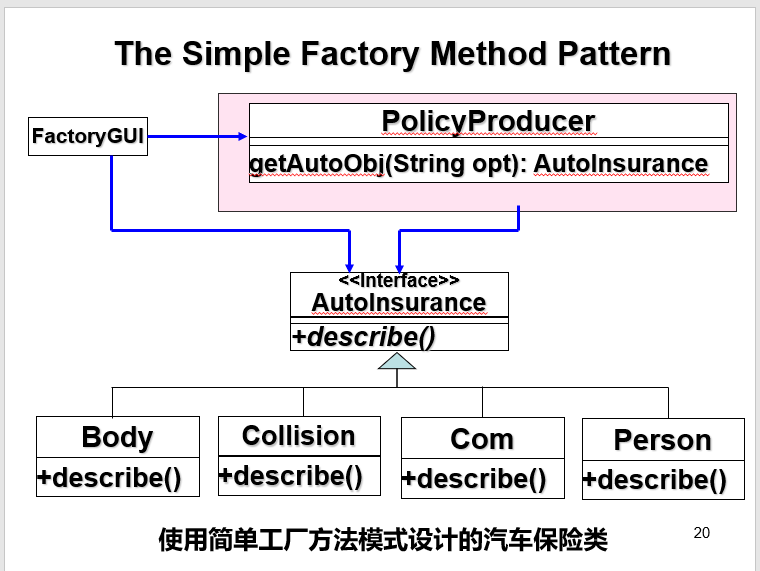 The Simple Factory Method Pattern
PolicyProducer
FactoryGUI
getAutoObj(String opt): AutoInsurance
<<Interface>>
AutoInsurance
+describe()
Body
Collision
Com
Person
+describe()
+describe()
+describe()
+describe()
使用简单工厂方法模式设计的汽车保险类
20